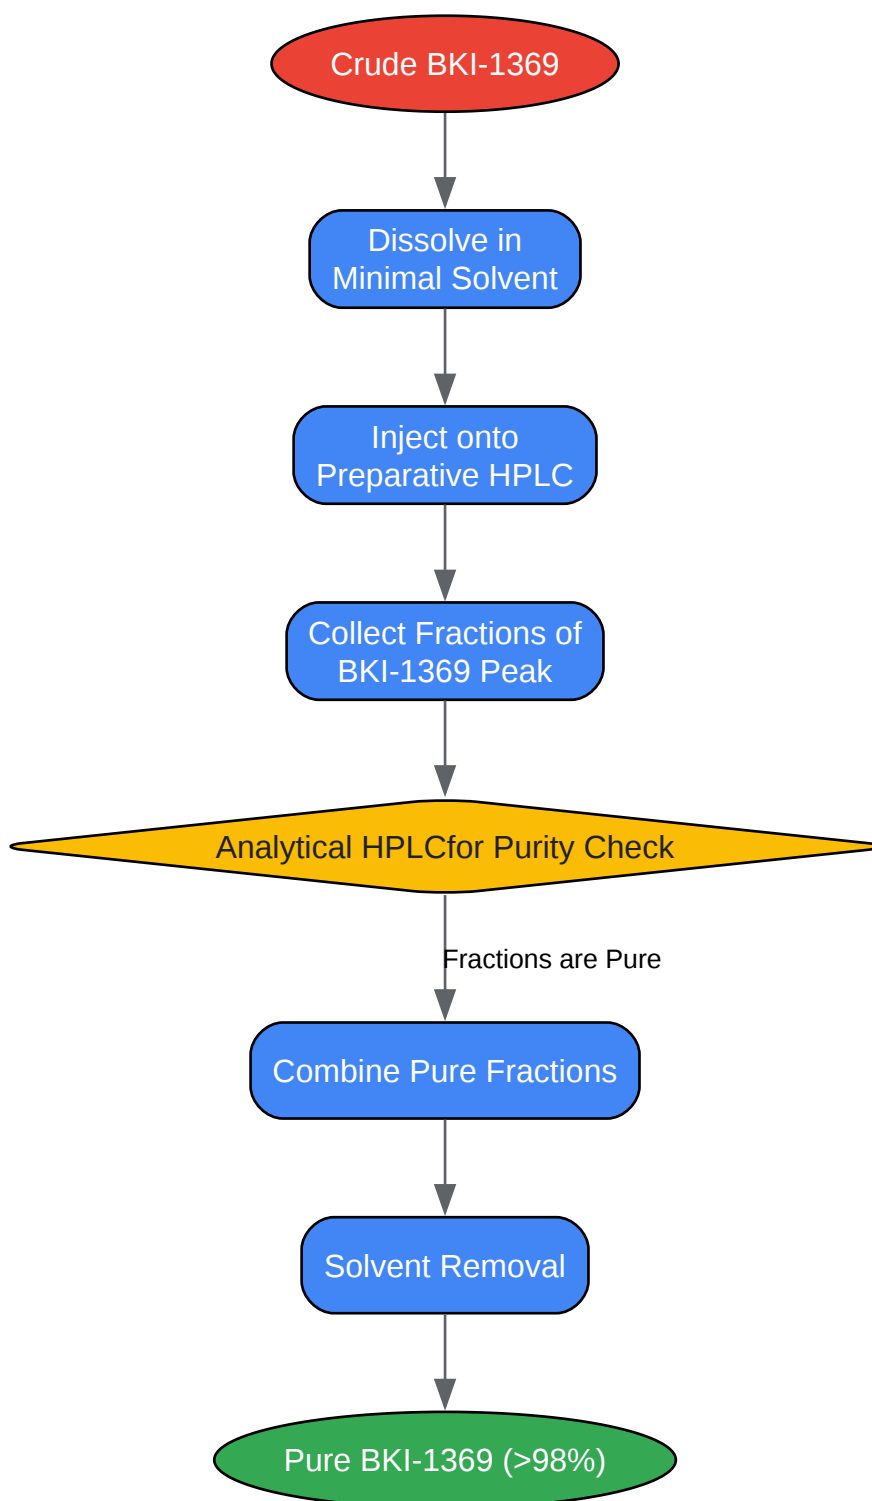 Crude BKI-1369
Dissolve in
Minimal Solvent
Inject onto
Preparative HPLC
Collect Fractions of
BKI-1369 Peak
Analytical HPLCfor Purity Check
Fractions are Pure
Combine Pure Fractions
Solvent Removal
Pure BKI-1369 (>98%)